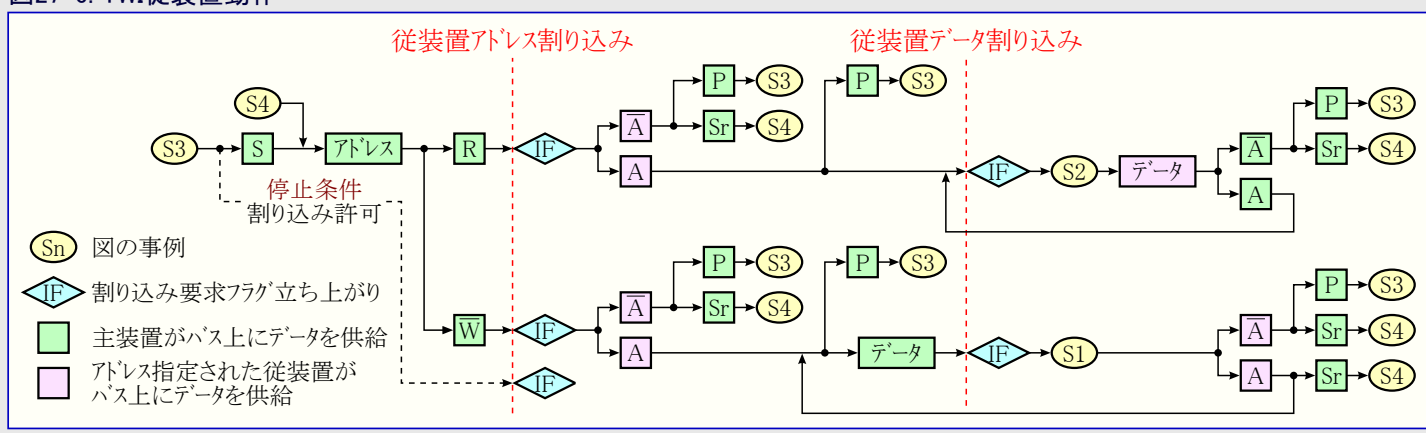 従装置アドレス割り込み 従装置データ割り込み
P S3 P S3 P S3
S4 A Sr S4 A Sr S4
S3 S アドレス R IF A IF S2 データ A
停止条件
割り込み許可
Sn 図の事例
P S3 P S3 P S3
IF 割り込み要求フラグ立ち上がり A Sr S4 A Sr S4
W IF A データ IF S1 A Sr S4
主装置がバス上にデータを供給
IF
アドレス指定された従装置が
バス上にデータを供給